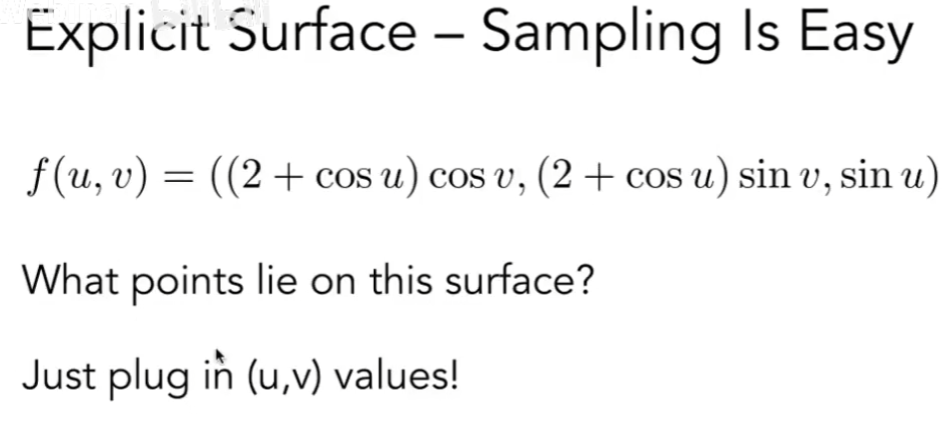 Explicit Surface – Sampling Is Easy
f(u, v) = ((2 + cos u) cos v, (2 + cos u) sin v, sin u)
What points lie on this surface?
Just plug in (u,v) values!